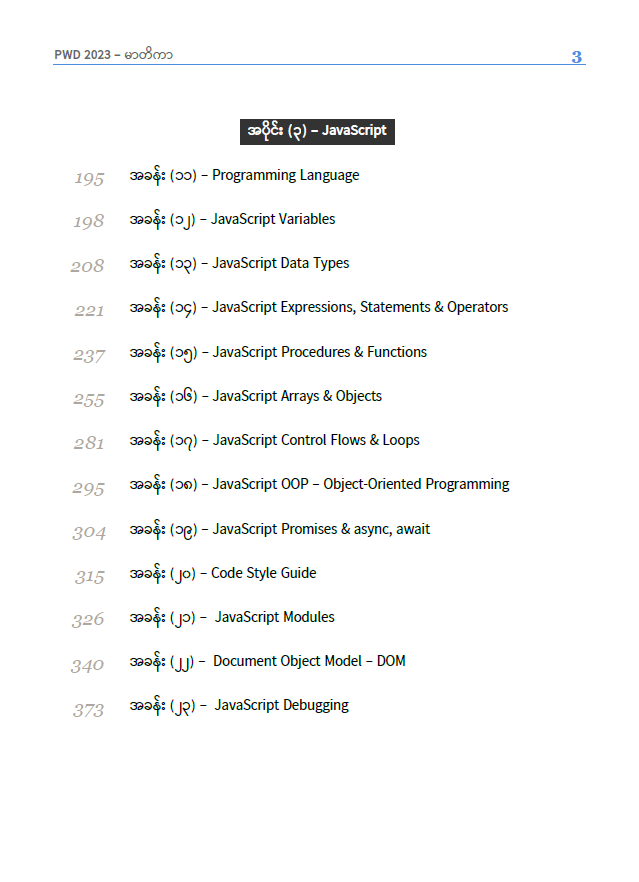 PWD 2023 – မာတိကာ 3
အပိုင်း (၃) – JavaScript
195 အခန်း (၁၁) – Programming Language
198 အခန်း (၁၂) – JavaScript Variables
208 အခန်း (၁၃) – JavaScript Data Types
221 အခန်း (၁၄) – JavaScript Expressions, Statements & Operators
237 အခန်း (၁၅) – JavaScript Procedures & Functions
255 အခန်း (၁၆) – JavaScript Arrays & Objects
281 အခန်း (၁၇) – JavaScript Control Flows & Loops
295 အခန်း (၁၈) – JavaScript OOP – Object-Oriented Programming
304 အခန်း (၁၉) – JavaScript Promises & async, await
315 အခန်း (၂၀) – Code Style Guide
326 အခန်း (၂၁) – JavaScript Modules
340 အခန်း (၂၂) – Document Object Model – DOM
373 အခန်း (၂၃) – JavaScript Debugging